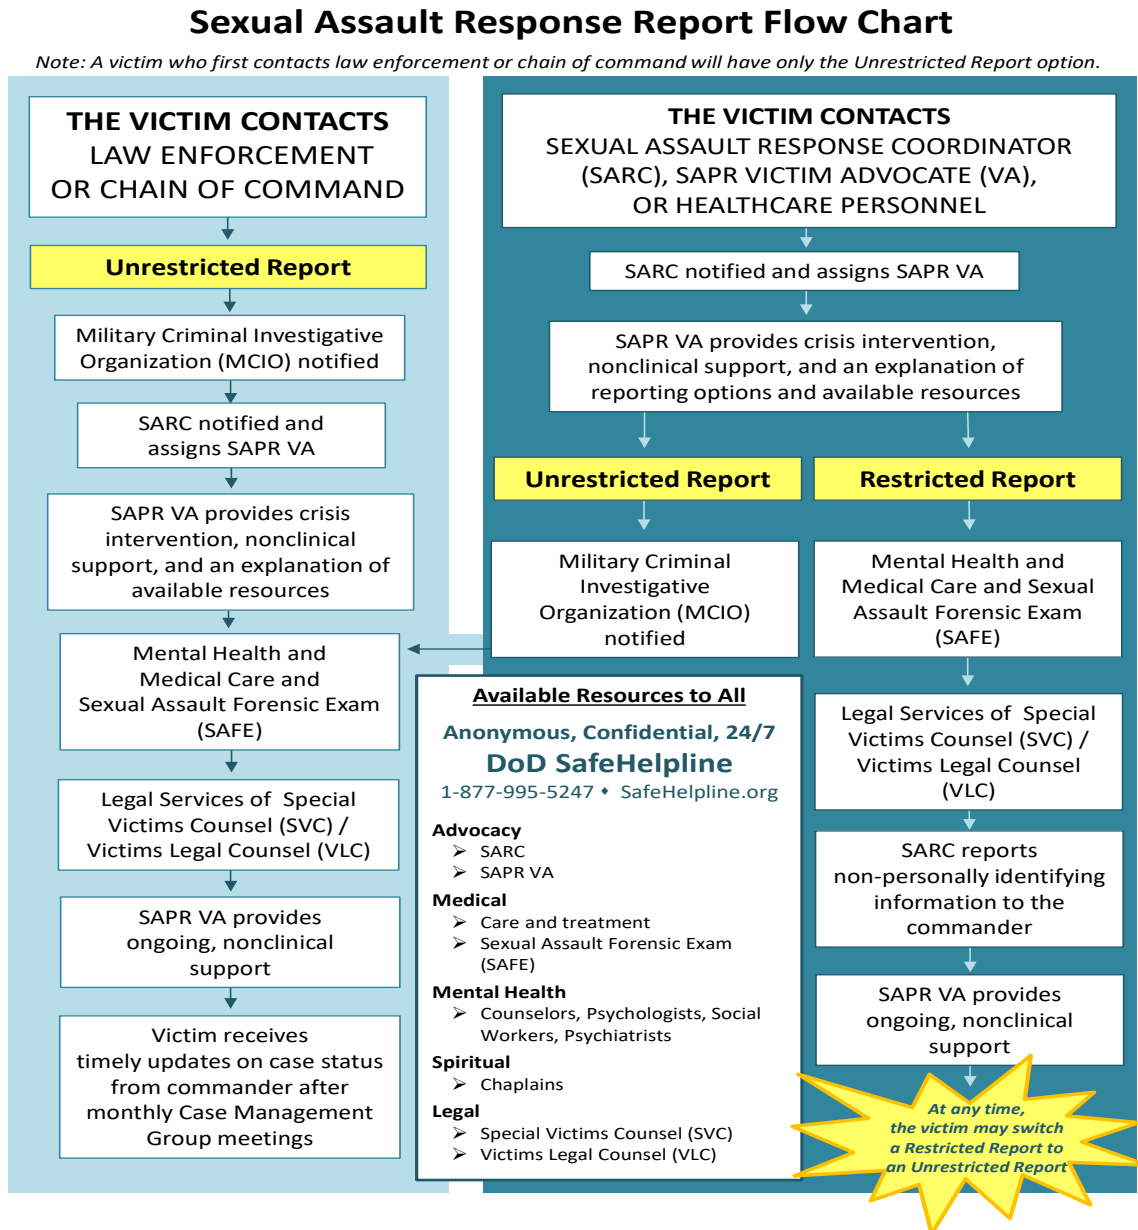 Sexual Assault Response Report Flow Chart
Note: A victim who first contacts law enforcement or chain of command will have only the Unrestricted Report option.
THE VICTIM CONTACTS
LAW ENFORCEMENT
OR CHAIN OF COMMAND
Unrestricted Report
Military Criminal Investigative
Organization (MCIO) notified
SARC notified and
assigns SAPR VA
SAPR VA provides crisis
intervention, nonclinical
support, and an explanation of
available resources
Mental Health and
Medical Care and
Sexual Assault Forensic Exam
(SAFE)
Legal Services of Special
Victims Counsel (SVC) /
Victims Legal Counsel (VLC)
SAPR VA provides
ongoing, nonclinical
support
Victim receives
timely updates on case status
from commander after
monthly Case Management
Group meetings
THE VICTIM CONTACTS
SEXUAL ASSAULT RESPONSE COORDINATOR
(SARC), SAPR VICTIM ADVOCATE (VA),
OR HEALTHCARE PERSONNEL
SARC notified and assigns SAPR VA
SAPR VA provides crisis intervention,
nonclinical support, and an explanation of
reporting options and available resources
Unrestricted Report
Military Criminal
Investigative
Organization (MCIO)
notified
Restricted Report
Mental Health and
Medical Care and Sexual
Assault Forensic Exam
(SAFE)
Legal Services of Special
Victims Counsel (SVC) /
Victims Legal Counsel
(VLC)
SARC reports
non-personally identifying
information to the
commander
SAPR VA provides
ongoing, nonclinical
support
At any time,
the victim may switch
a Restricted Report to
an Unrestricted Report
Available Resources to All
Anonymous, Confidential, 24/7
DoD SafeHelpline
1-877-995-5247 ♦ SafeHelpline.org
Advocacy
➢ SARC
➢ SAPR VA
Medical
➢ Care and treatment
➢ Sexual Assault Forensic Exam
(SAFE)
Mental Health
➢ Counselors, Psychologists, Social
Workers, Psychiatrists
Spiritual
➢ Chaplains
Legal
➢ Special Victims Counsel (SVC)
➢ Victims Legal Counsel (VLC)